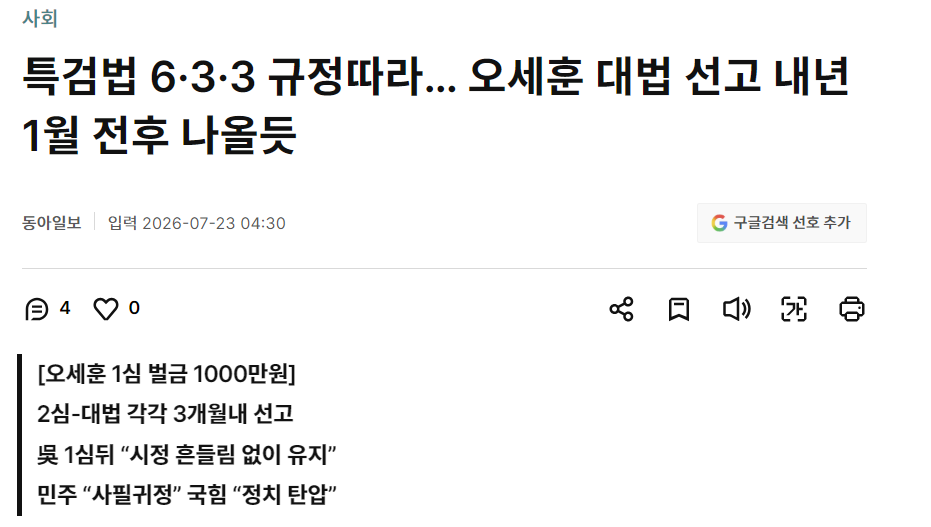 사회
특검법 6·3·3 규정따라… 오세훈 대법 선고 내년
1월 전후 나올듯
동아일보 입력 2026-07-23 04:30
구글검색 선호 추가
4 0
가
[오세훈 1심 벌금 1000만원]
2심-대법 각각 3개월내 선고
吳 1심뒤 “시정 흔들림 없이 유지”
민주 “사필귀정” 국힘 “정치 탄압”